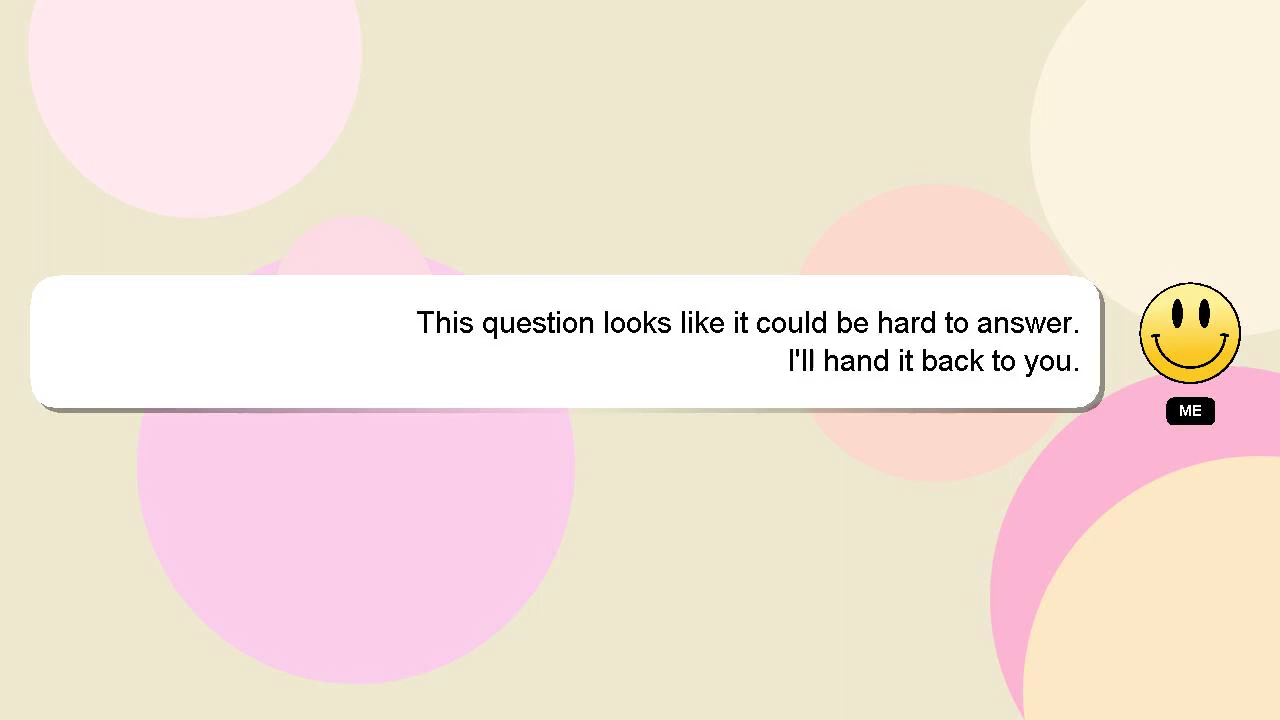 This question looks like it could be hard to answer.
I'll hand it back to you.
ME